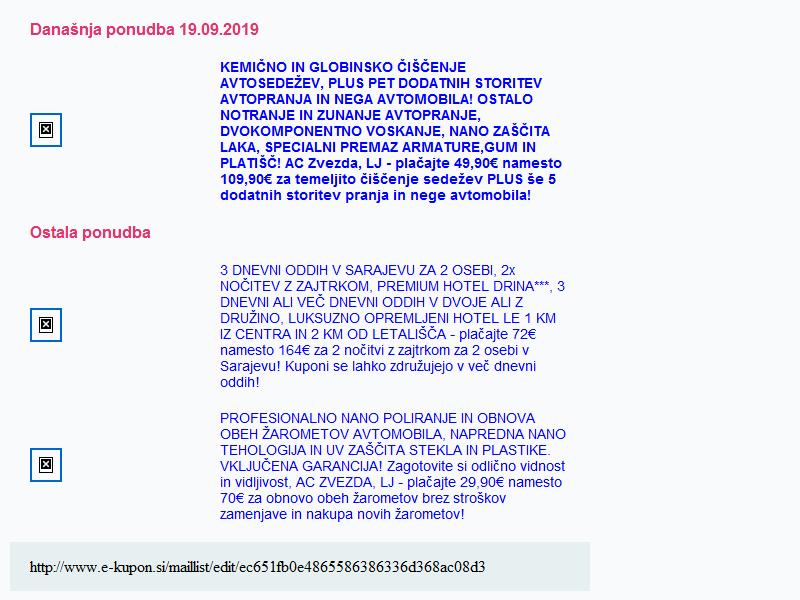 Današnja ponudba 19.09.2019
KEMIČNO IN GLOBINSKO ČIŠČENJE
AVTOSEDEŽEV, PLUS PET DODATNIH STORITEV
AVTOPRANJA IN NEGA AVTOMOBILA! OSTALO
NOTRANJE IN ZUNANJE AVTOPRANJE,
DVOKOMPONENTNO VOSKANJE, NANO ZAŠČITA
LAKA, SPECIALNI PREMAZ ARMATURE,GUM IN
PLATIŠČ! AC Zvezda, LJ - plačajte 49,90€ namesto
109,90€ za temeljito čiščenje sedežev PLUS še 5
dodatnih storitev pranja in nege avtomobila!
Ostala ponudba
3 DNEVNI ODDIH V SARAJEVU ZA 2 OSEBI, 2x
NOČITEV Z ZAJTRKOM, PREMIUM HOTEL DRINA***, 3
DNEVNI ALI VEČ DNEVNI ODDIH V DVOJE ALI Z
DRUŽINO, LUKSUZNO OPREMLJENI HOTEL LE 1 KM
IZ CENTRA IN 2 KM OD LETALIŠČA - plačajte 72€
namesto 164€ za 2 nočitvi z zajtrkom za 2 osebi v
Sarajevu! Kuponi se lahko združujejo v več dnevni
oddih!
PROFESIONALNO NANO POLIRANJE IN OBNOVA
OBEH ŽAROMETOV AVTOMOBILA, NAPREDNA NANO
TEHOLOGIJA IN UV ZAŠČITA STEKLA IN PLASTIKE.
VKLJUČENA GARANCIJA! Zagotovite si odlično vidnost
in vidljivost, AC ZVEZDA, LJ - plačajte 29,90€ namesto
70€ za obnovo obeh žarometov brez stroškov
zamenjave in nakupa novih žarometov!
http://www.e-kupon.si/maillist/edit/ec651fb0e4865586386336d368ac08d3